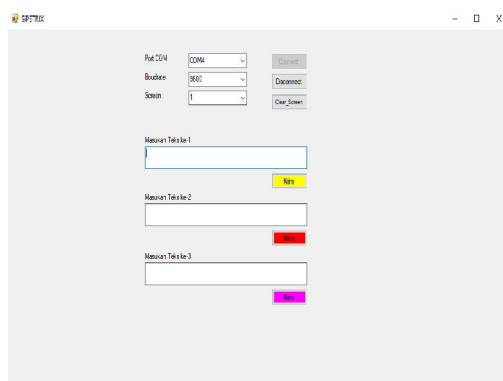 SIPETRIX
Port COM COM4 Connect
Boudrate 9600 Disconnect
Screen 1 Clear_Screen
Masukan Teks ke-1
Kirim
Masukan Teks ke-2
Kirim
Masukan Teks ke-3
Kirim